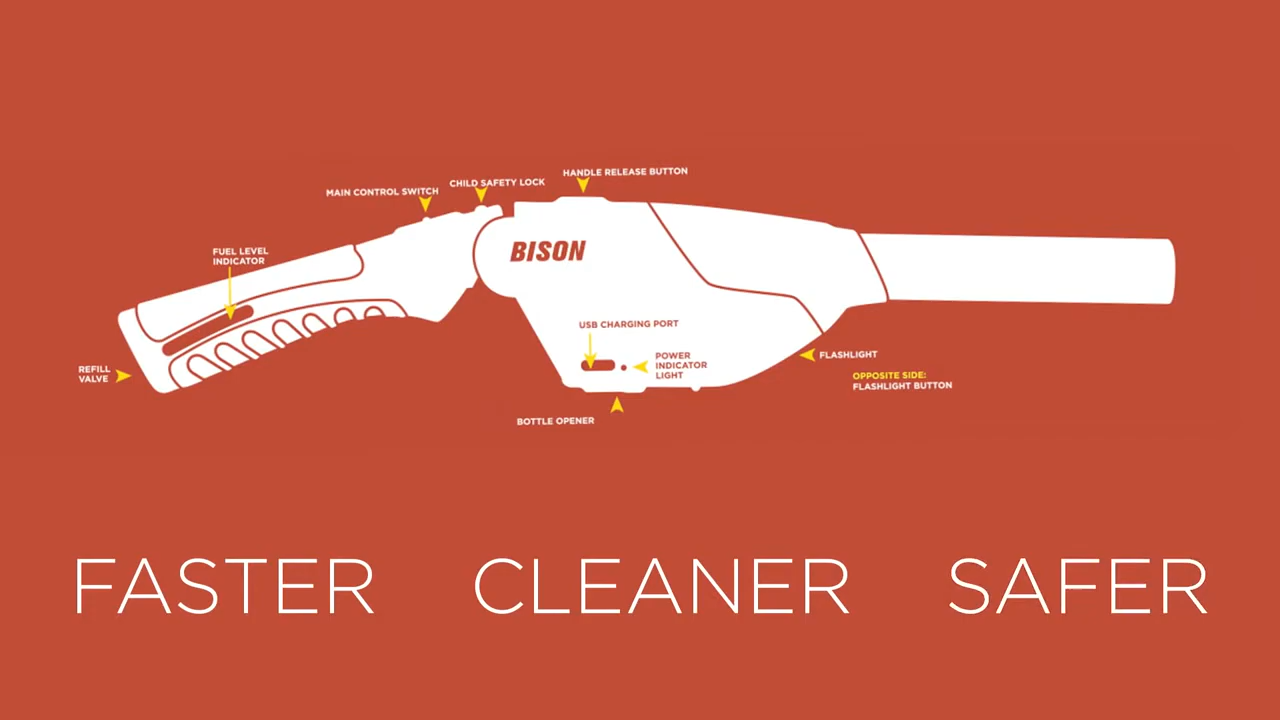 HANDLE RELEASE BUTTON
CHILD SAFETY LOCK
MAIN CONTROL SWITCH
FUEL LEVEL
INDICATOR
BISON
USB CHARGING PORT
POWER
INDICATOR
LIGHT
FLASHLIGHT
REFILL
VALVE
OPPOSITE SIDE:
FLASHLIGHT BUTTON
BOTTLE OPENER
FASTER CLEANER SAFER